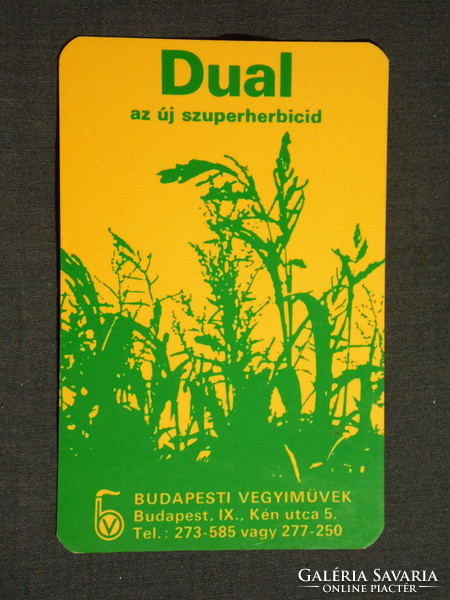 Dual
az új szuperherbicid
BUDAPESTI VEGYIMÜVEK
Budapest, IX., Kén utca 5.
Tel.: 273-585 vagy 277-250
GALÉRIA SAVARIA
ONLINE PIACTÉR